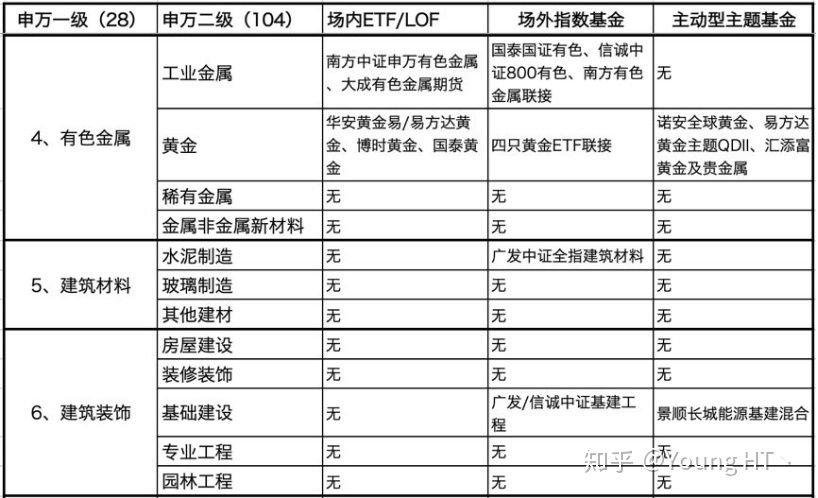 申万一级（28） 申万二级（104） 场内ETF/LOF 场外指数基金 主动型主题基金
4、有色金属
工业金属
南方中证申万有色金属
、大成有色金属期货
国泰国证有色、信诚中
证800有色、南方有色
金属联接
无
黄金
华安黄金易/易方达黄
金、博时黄金、国泰黄
金
四只黄金ETF联接
诺安全球黄金、易方达
黄金主题QDII、汇添富
黄金及贵金属
稀有金属 无 无 无
金属非金属新材料 无 无 无
5、建筑材料
水泥制造 无 广发中证全指建筑材料 无
玻璃制造 无 无 无
其他建材 无 无 无
6、建筑装饰
房屋建设 无 无 无
装修装饰 无 无 无
基础建设 无
广发/信诚中证基建工
程
景顺长城能源基建混合
专业工程 无 无 无
园林工程 无 无 无
知乎 @Young HT丶